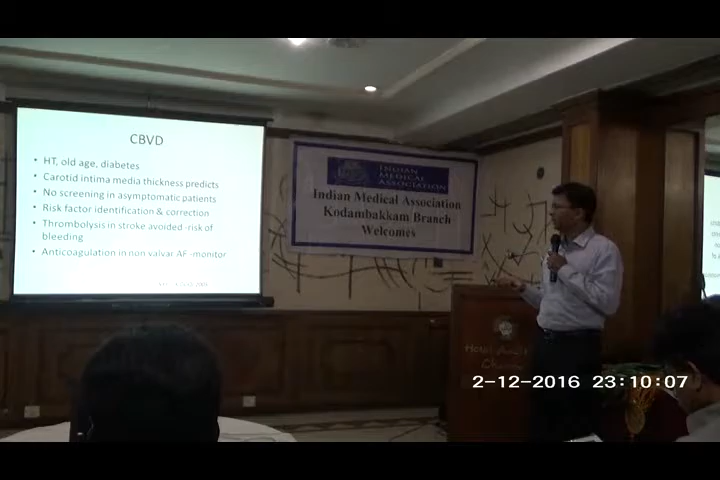 CBVD
• HT, old age, diabetes
• Carotid intima media thickness predicts
• No screening in asymptomatic patients
• Risk factor identification & correction
• Thrombolysis in stroke avoided -risk of
bleeding
• Anticoagulation in non valvar AF -monitor
INDIAN
MEDICAL
ASSOCIATION
Indian Medical Association
Kodambakkam Branch
Welcomes
2-12-2016 23:10:07